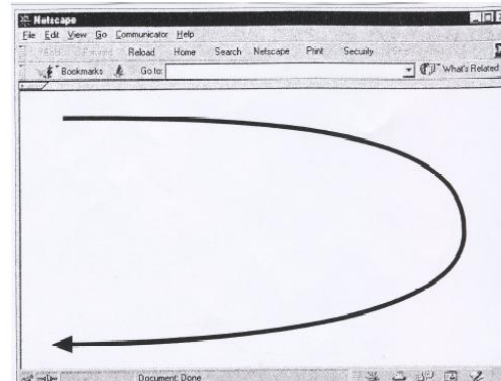 Netscape
File Edit View Go Communicator Help
Reload Home Search Netscape Print Security
Bookmarks Go to: What's Related
Document: Done